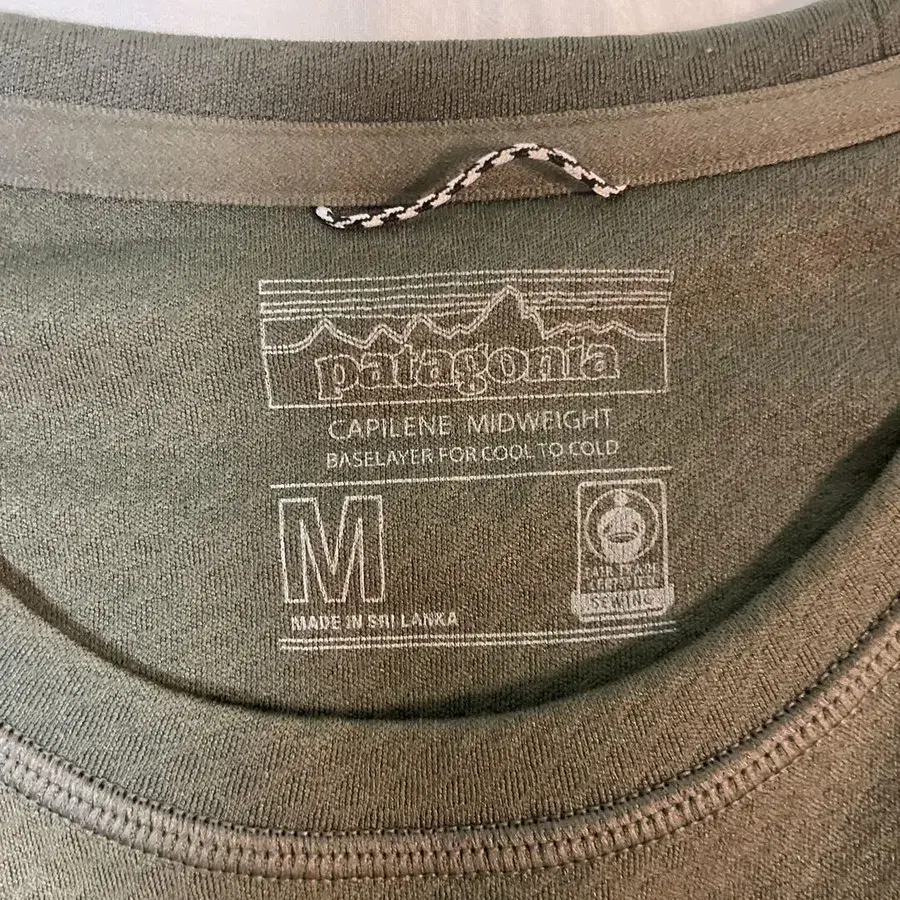 patagonia
CAPILENE MIDWEIGHT
BASELAYER FOR COOL TO COLD
M
FAIR TRADE
CERTIFIED
SEWING
MADE IN SRI LANKA